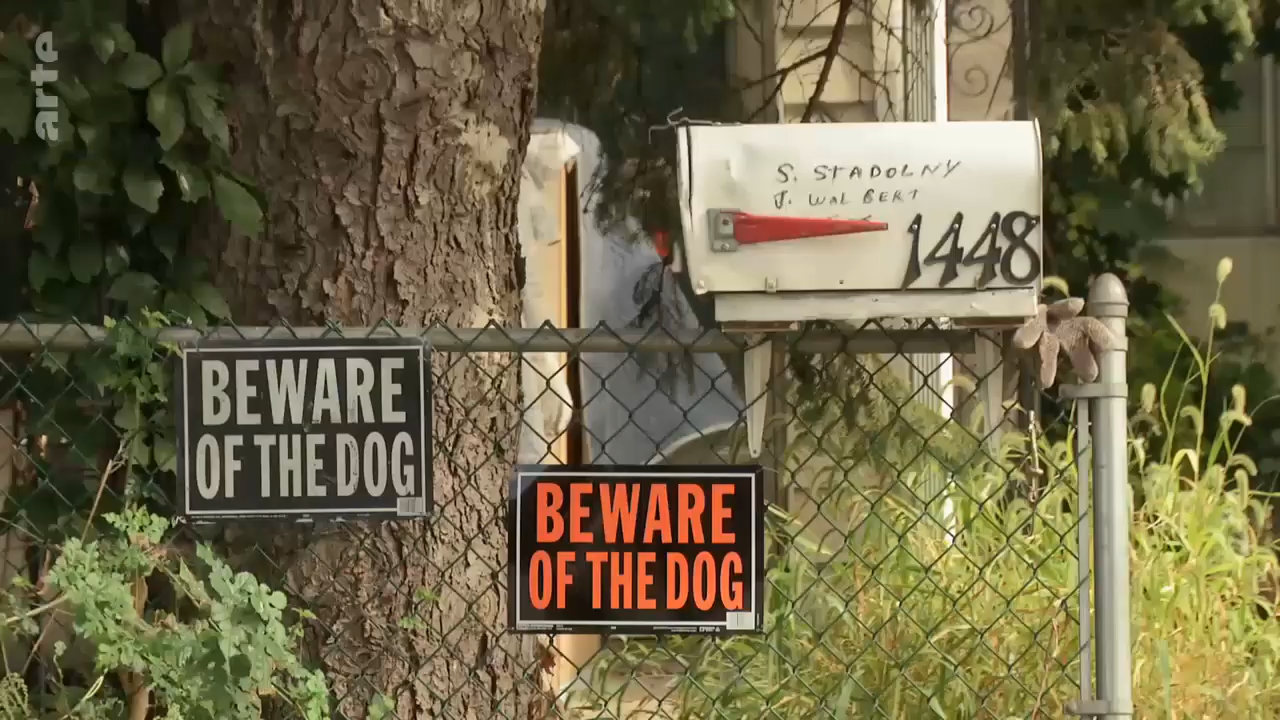 arte
S. STADOLNY
J. WALBERT
1448
BEWARE
OF THE DOG
BEWARE
OF THE DOG